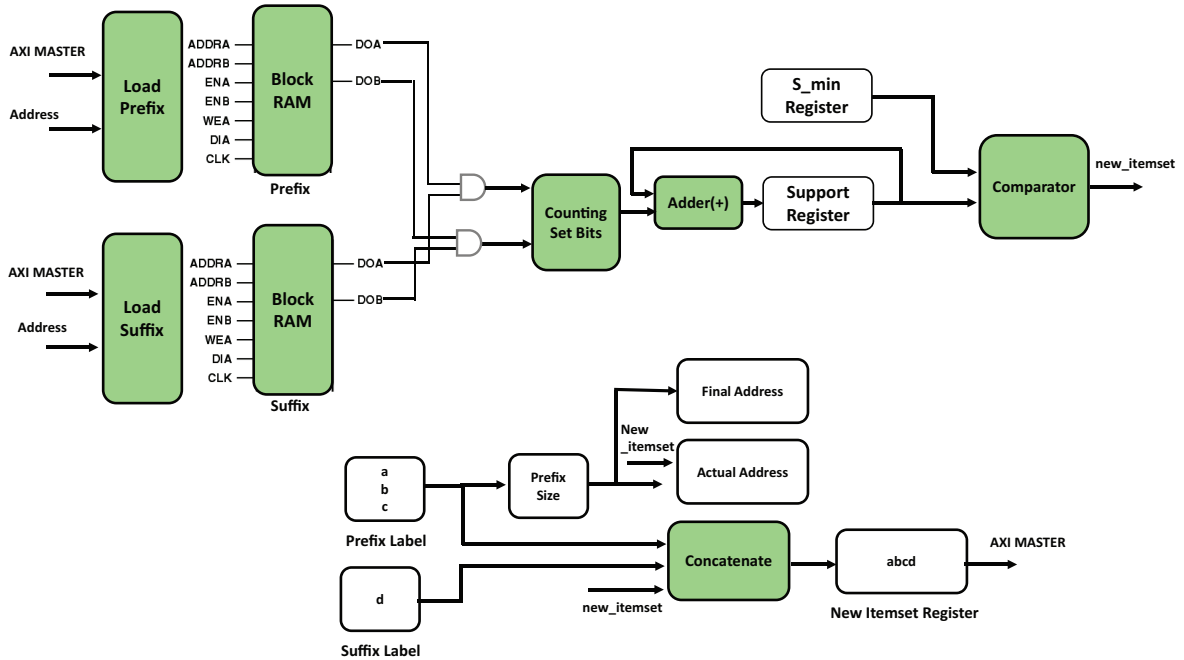 AXI MASTER
Address
Load
Prefix
ADDRA
ADDRB
ENA
ENB
WEA
DIA
CLK
Block
RAM
Prefix
DOA
DOB
S_min
Register
Counting
Set Bits
Adder(+)
Support
Register
Comparator
new_itemset
AXI MASTER
Address
Load
Suffix
ADDRA
ADDRB
ENA
ENB
WEA
DIA
CLK
Block
RAM
Suffix
DOA
DOB
a
b
c
Prefix Label
Prefix
Size
New
_itemset
Final Address
Actual Address
d
Suffix Label
new_itemset
Concatenate
abcd
New Itemset Register
AXI MASTER